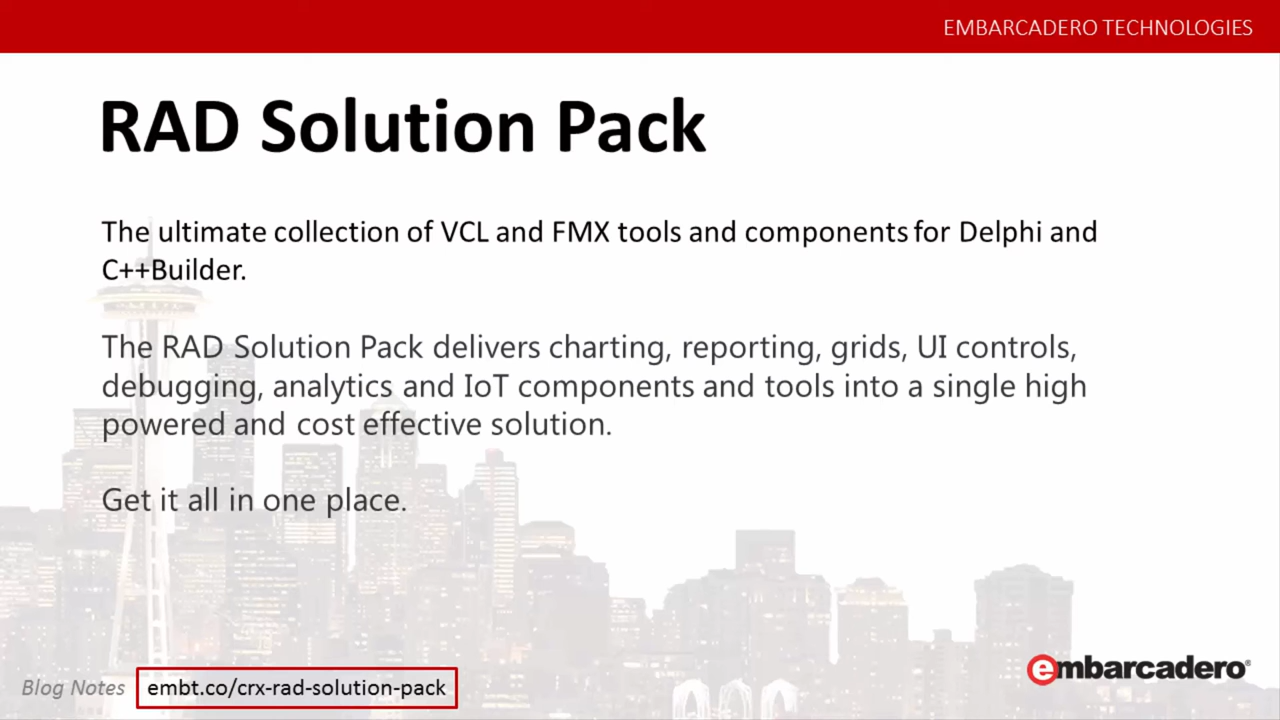 EMBARCADERO TECHNOLOGIES
RAD Solution Pack
The ultimate collection of VCL and FMX tools and components for Delphi and
C++Builder.
The RAD Solution Pack delivers charting, reporting, grids, UI controls,
debugging, analytics and IoT components and tools into a single high
powered and cost effective solution.
Get it all in one place.
embarcadero®
Blog Notes embt.co/crx-rad-solution-pack